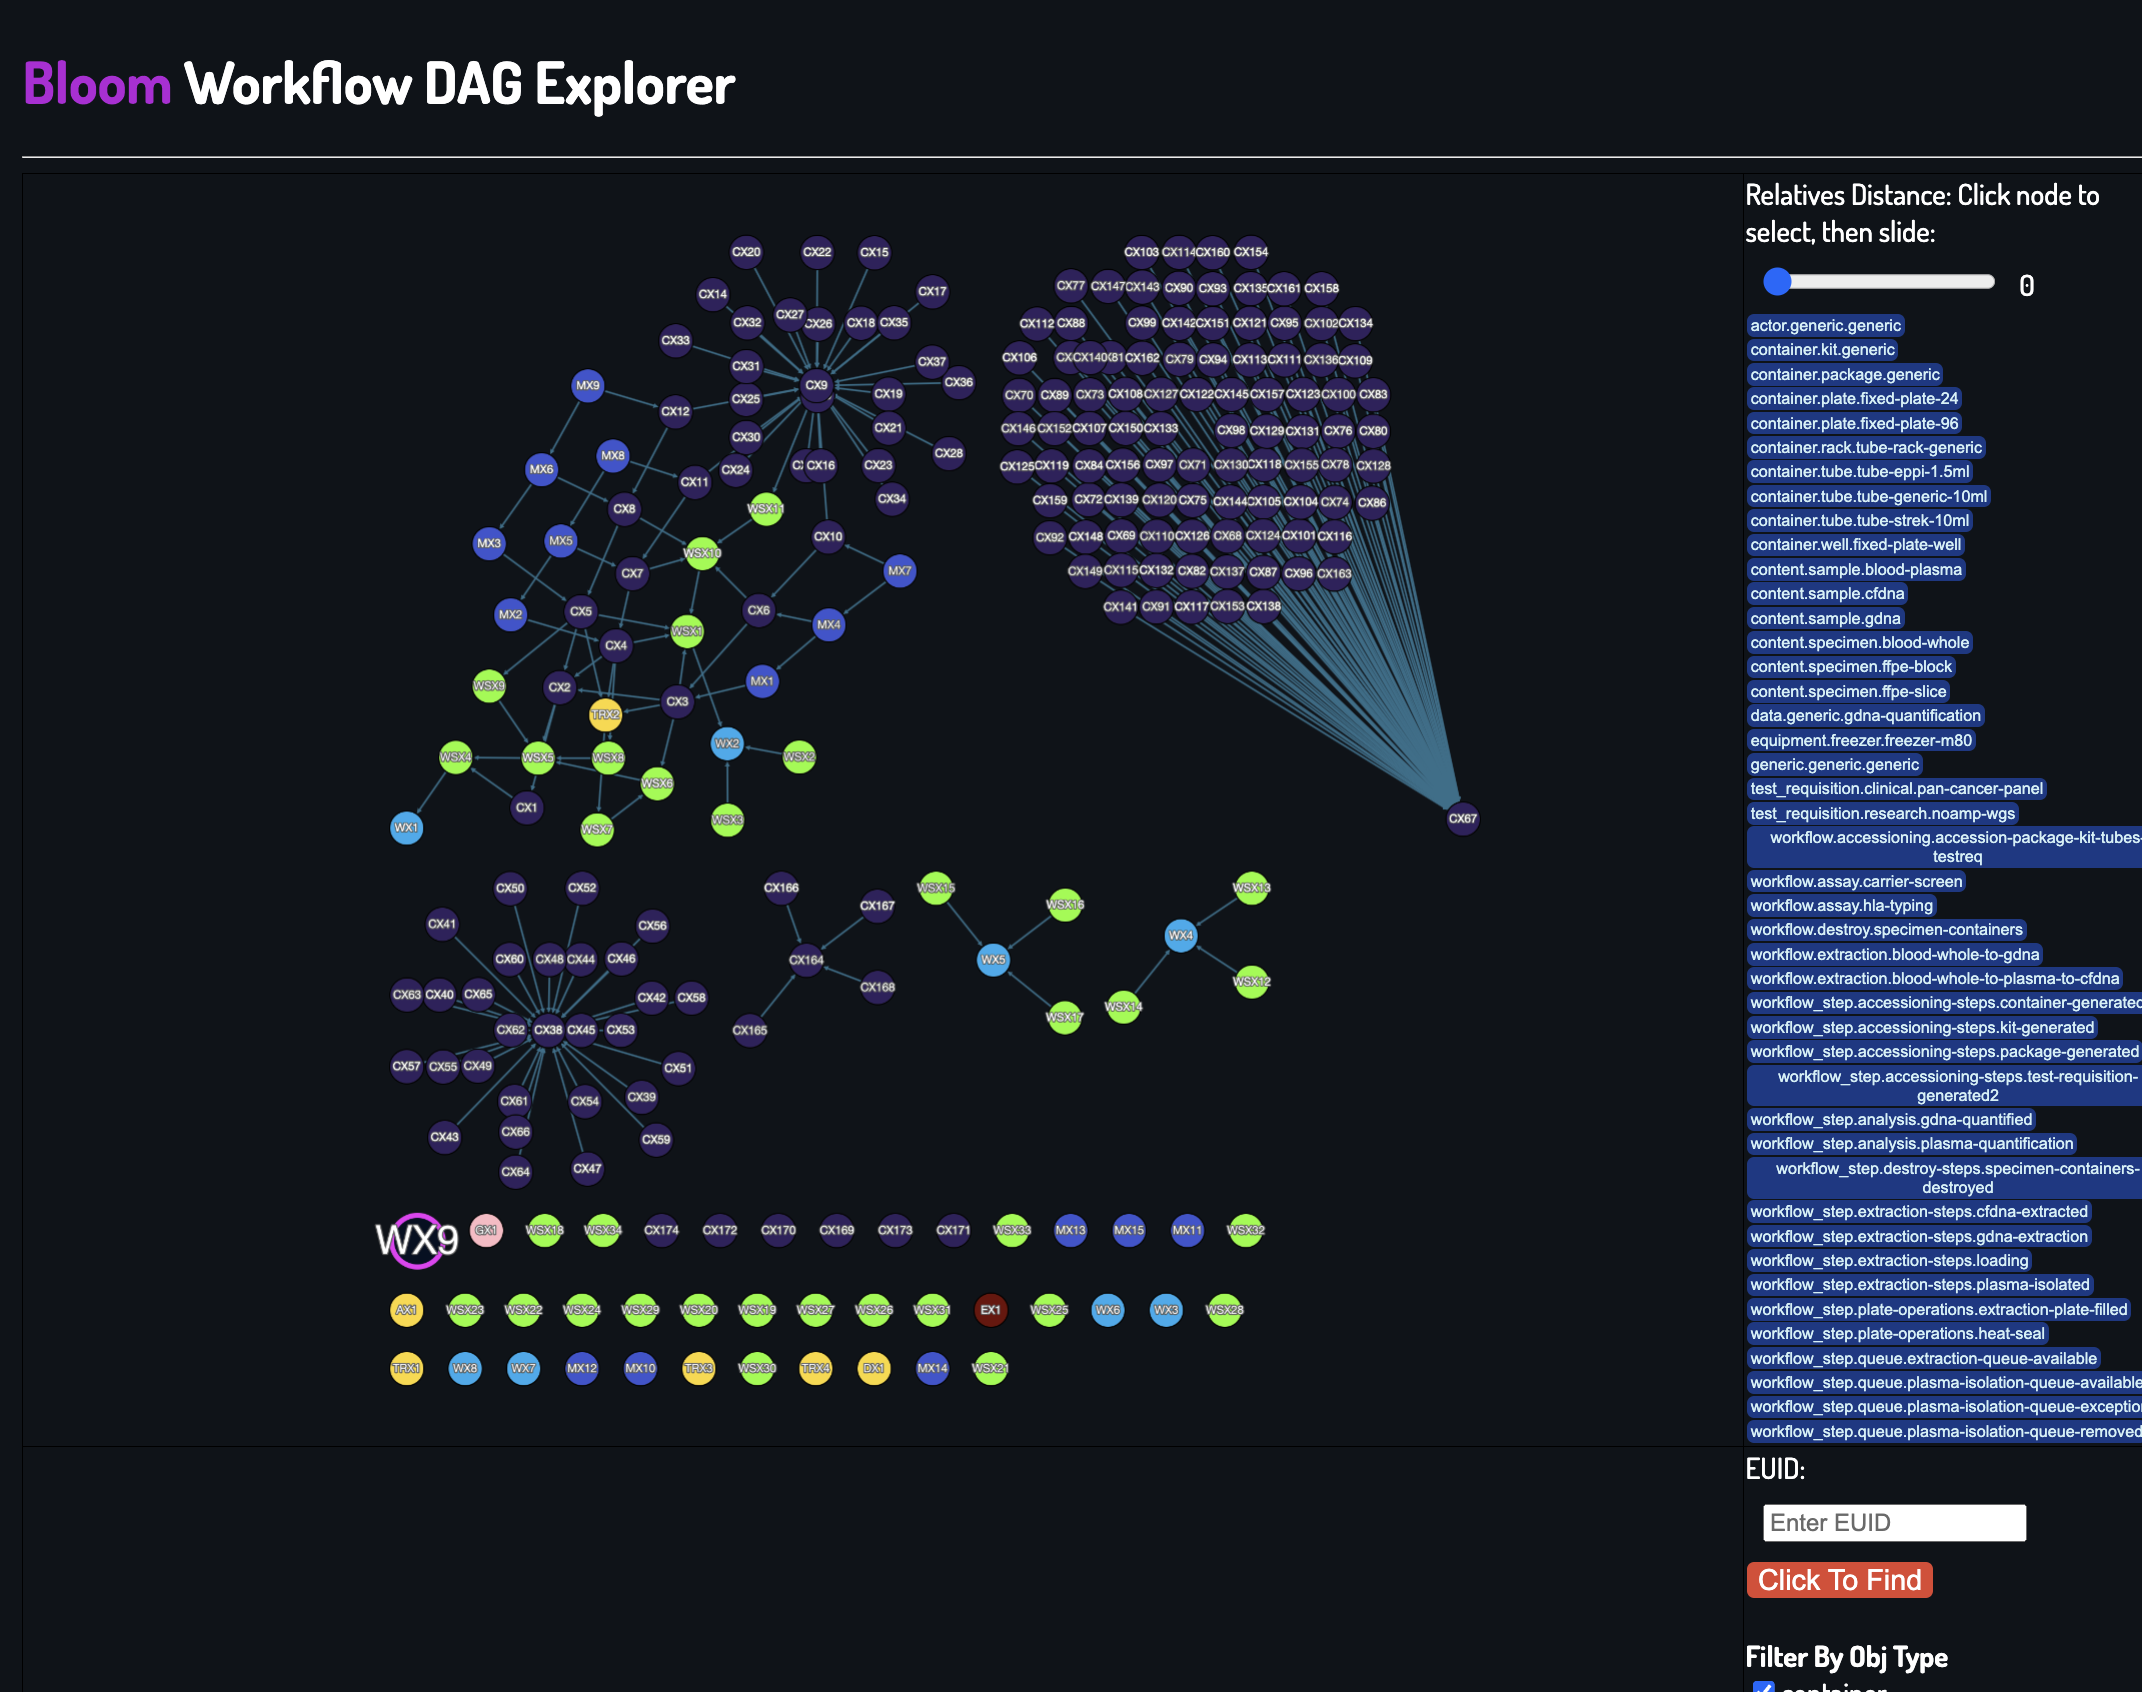 Bloom Workflow DAG Explorer
Relatives Distance: Click node to
select, then slide:
0
CX20 CX22 CX15
CX14 CX17
CX32 CX27 CX26 CX18 CX35
CX33
CX31 CX37
MX9 CX9 CX36
CX12 CX25 CX19
CX30 CX21
MX8 CX28
MX6 CX24 CX16 CX23
CX11
CX8 WSX11 CX34
MX3 MX5 WSX10 CX10
CX7 MX7
MX2 CX5 CX6
CX4 WSX1 MX4
WSX9 CX2 CX3 MX1
TRX2
WX2
WSX4 WSX5 WSX8 WSX2
WSX6
CX1
WX1 WSX7 WSX3
CX103 CX114 CX160 CX154
CX77 CX147 CX143 CX90 CX93 CX135 CX161 CX158
CX112 CX88 CX99 CX142 CX151 CX121 CX95 CX102 CX134
CX106 CX140 CX162 CX79 CX94 CX113 CX111 CX136 CX109
CX70 CX89 CX73 CX108 CX127 CX122 CX145 CX157 CX123 CX100 CX83
CX146 CX152 CX107 CX150 CX133 CX98 CX129 CX131 CX76 CX80
CX125 CX119 CX84 CX156 CX97 CX71 CX130 CX118 CX155 CX78 CX128
CX159 CX72 CX139 CX120 CX75 CX144 CX105 CX104 CX74 CX86
CX92 CX148 CX69 CX110 CX126 CX68 CX124 CX101 CX116
CX149 CX115 CX132 CX82 CX137 CX87 CX96 CX163
CX141 CX91 CX117 CX153 CX138
CX67
CX50 CX52
CX41 CX56
CX60 CX48 CX44 CX46
CX63 CX40 CX65 CX42 CX58
CX62 CX38 CX45 CX53
CX57 CX55 CX49 CX51
CX61 CX54 CX39
CX43 CX66 CX59
CX64 CX47
CX166 CX167
CX164
CX168
CX165
WSX15 WSX16
WX5
WSX17
WSX13
WX4
WSX12
WSX14
WX9 GX1 WSX18 WSX34 CX174 CX172 CX170 CX169 CX173 CX171 WSX33 MX13 MX15 MX11 WSX32
AX1 WSX23 WSX22 WSX24 WSX29 WSX20 WSX19 WSX27 WSX26 WSX31 EX1 WSX25 WX6 WX3 WSX28
TRX1 WX8 WX7 MX12 MX10 TRX3 WSX30 TRX4 DX1 MX14 WSX21
actor.generic.generic
container.kit.generic
container.package.generic
container.plate.fixed-plate-24
container.plate.fixed-plate-96
container.rack.tube-rack-generic
container.tube.tube-eppi-1.5ml
container.tube.tube-generic-10ml
container.tube.tube-strek-10ml
container.well.fixed-plate-well
content.sample.blood-plasma
content.sample.cfdna
content.sample.gdna
content.specimen.blood-whole
content.specimen.ffpe-block
content.specimen.ffpe-slice
data.generic.gdna-quantification
equipment.freezer.freezer-m80
generic.generic.generic
test_requisition.clinical.pan-cancer-panel
test_requisition.research.noamp-wgs
workflow.accessioning.accession-package-kit-tubes-
testreq
workflow.assay.carrier-screen
workflow.assay.hla-typing
workflow.destroy.specimen-containers
workflow.extraction.blood-whole-to-gdna
workflow.extraction.blood-whole-to-plasma-to-cfdna
workflow_step.accessioning-steps.container-generated
workflow_step.accessioning-steps.kit-generated
workflow_step.accessioning-steps.package-generated
workflow_step.accessioning-steps.test-requisition-
generated2
workflow_step.analysis.gdna-quantified
workflow_step.analysis.plasma-quantification
workflow_step.destroy-steps.specimen-containers-
destroyed
workflow_step.extraction-steps.cfdna-extracted
workflow_step.extraction-steps.gdna-extraction
workflow_step.extraction-steps.loading
workflow_step.extraction-steps.plasma-isolated
workflow_step.plate-operations.extraction-plate-filled
workflow_step.plate-operations.heat-seal
workflow_step.queue.extraction-queue-available
workflow_step.queue.plasma-isolation-queue-available
workflow_step.queue.plasma-isolation-queue-exceptio
workflow_step.queue.plasma-isolation-queue-removed
EUID:
Enter EUID
Click To Find
Filter By Obj Type
container